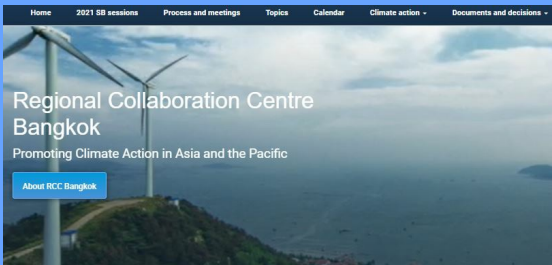 Home 2021 SB sessions Process and meetings Topics Calendar Climate action Documents and decisions
Regional Collaboration Centre
Bangkok
Promoting Climate Action in Asia and the Pacific
About RCC Bangkok